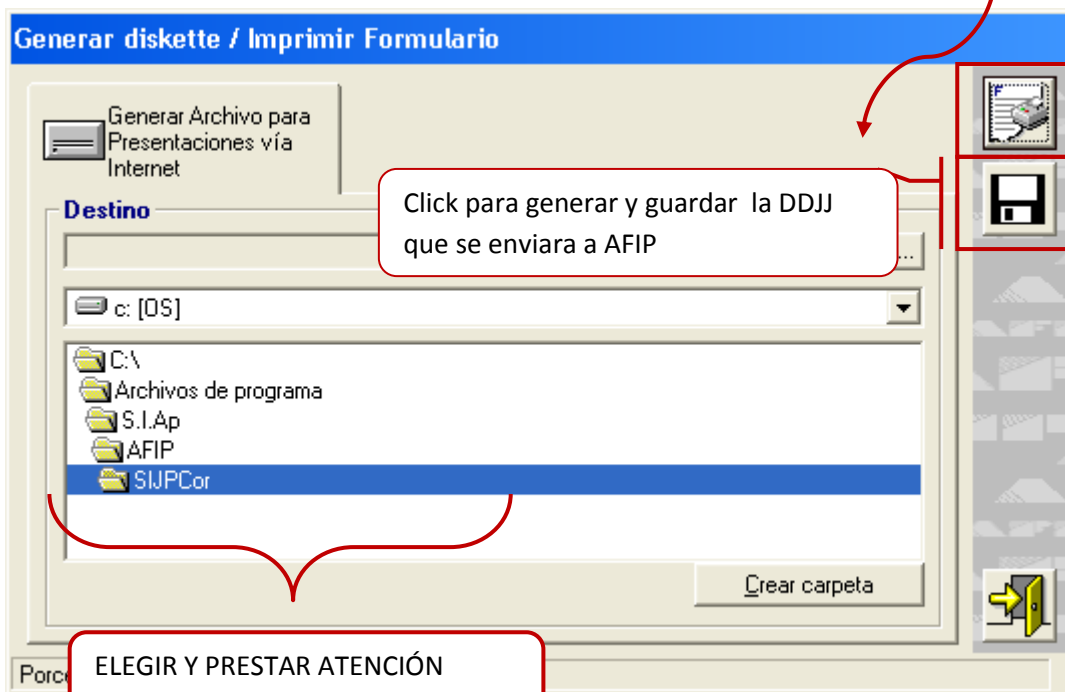 Generar diskette / Imprimir Formulario
Generar Archivo para
Presentaciones vía
Internet
Destino
Click para generar y guardar la DDJJ
que se enviara a AFIP
...
c: [OS]
C:\
Archivos de programa
S.I.Ap
AFIP
SIJPCor
Crear carpeta
ELEGIR Y PRESTAR ATENCIÓN